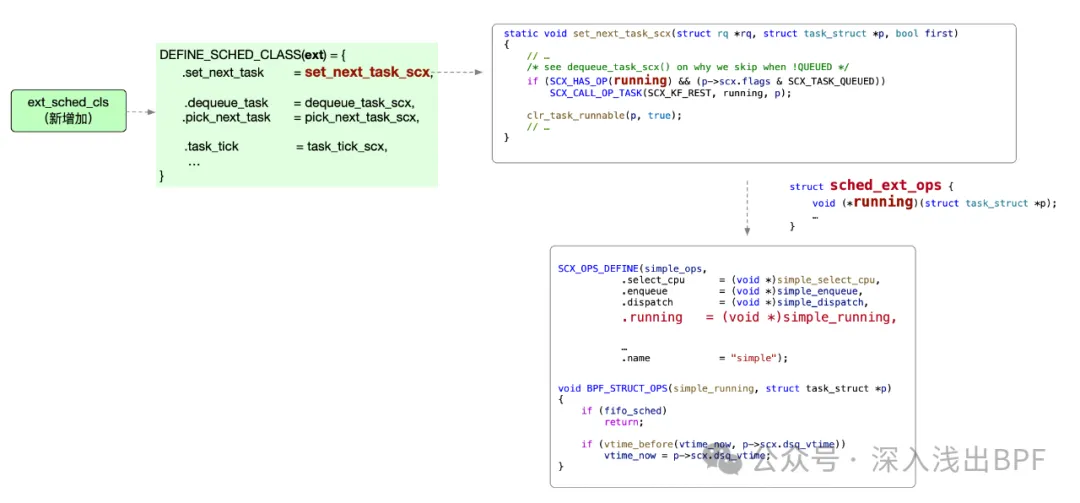 ext_sched_cls
（新增加）
DEFINE_SCHED_CLASS(ext) = {
.set_next_task = set_next_task_scx,
.dequeue_task = dequeue_task_scx,
.pick_next_task = pick_next_task_scx,
.task_tick = task_tick_scx,
…
}
static void set_next_task_scx(struct rq *rq, struct task_struct *p, bool first)
{
// …
/* see dequeue_task_scx() on why we skip when !QUEUED */
if (SCX_HAS_OP(running) && (p->scx.flags & SCX_TASK_QUEUED))
SCX_CALL_OP_TASK(SCX_KF_REST, running, p);
clr_task_runnable(p, true);
// …
}
struct sched_ext_ops {
void (*running)(struct task_struct *p);
…
}
SCX_OPS_DEFINE(simple_ops,
.select_cpu = (void *)simple_select_cpu,
.enqueue = (void *)simple_enqueue,
.dispatch = (void *)simple_dispatch,
.running = (void *)simple_running,
…
.name = "simple");
void BPF_STRUCT_OPS(simple_running, struct task_struct *p)
{
if (fifo_sched)
return;
if (vtime_before(vtime_now, p->scx.dsq_vtime))
vtime_now = p->scx.dsq_vtime;
}
公众号 · 深入浅出BPF